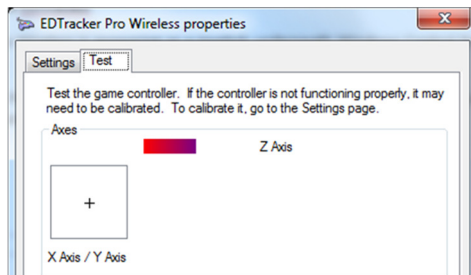 EDTracker Pro Wireless properties
Settings Test
Test the game controller. If the controller is not functioning properly, it may
need to be calibrated. To calibrate it, go to the Settings page.
Axes
Z Axis
X Axis / Y Axis